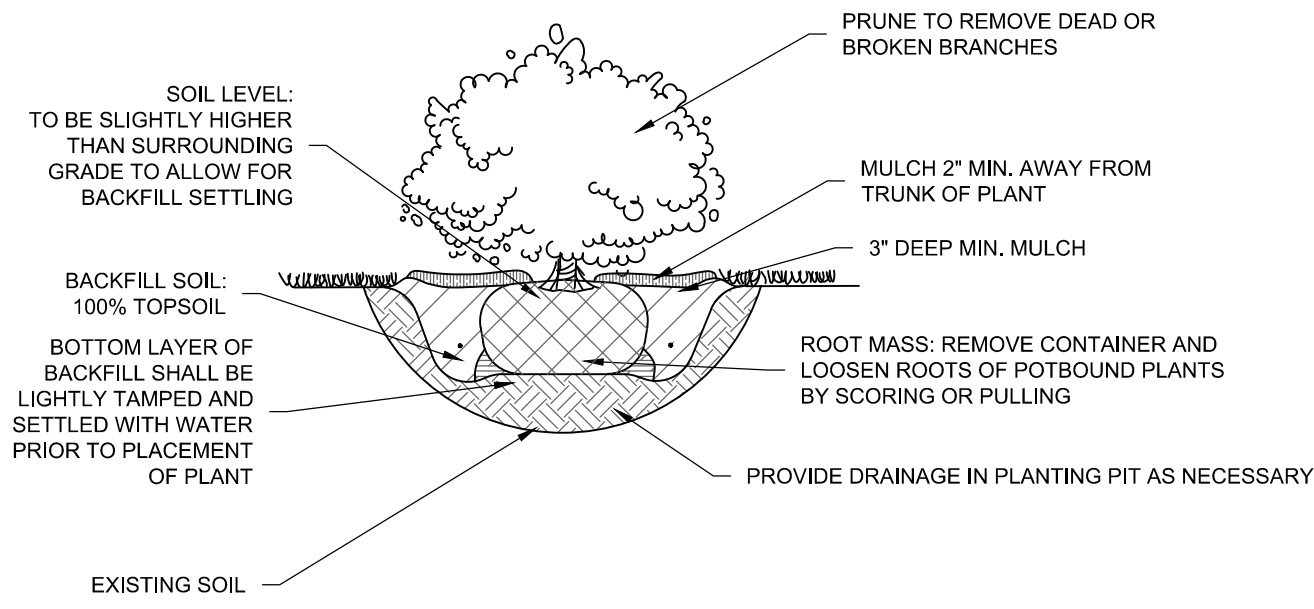 PRUNE TO REMOVE DEAD OR
BROKEN BRANCHES
SOIL LEVEL:
TO BE SLIGHTLY HIGHER
THAN SURROUNDING
GRADE TO ALLOW FOR
BACKFILL SETTLING
MULCH 2" MIN. AWAY FROM
TRUNK OF PLANT
3" DEEP MIN. MULCH
BACKFILL SOIL:
100% TOPSOIL
BOTTOM LAYER OF
BACKFILL SHALL BE
LIGHTLY TAMPED AND
SETTLED WITH WATER
PRIOR TO PLACEMENT
OF PLANT
ROOT MASS: REMOVE CONTAINER AND
LOOSEN ROOTS OF POTBOUND PLANTS
BY SCORING OR PULLING
PROVIDE DRAINAGE IN PLANTING PIT AS NECESSARY
EXISTING SOIL